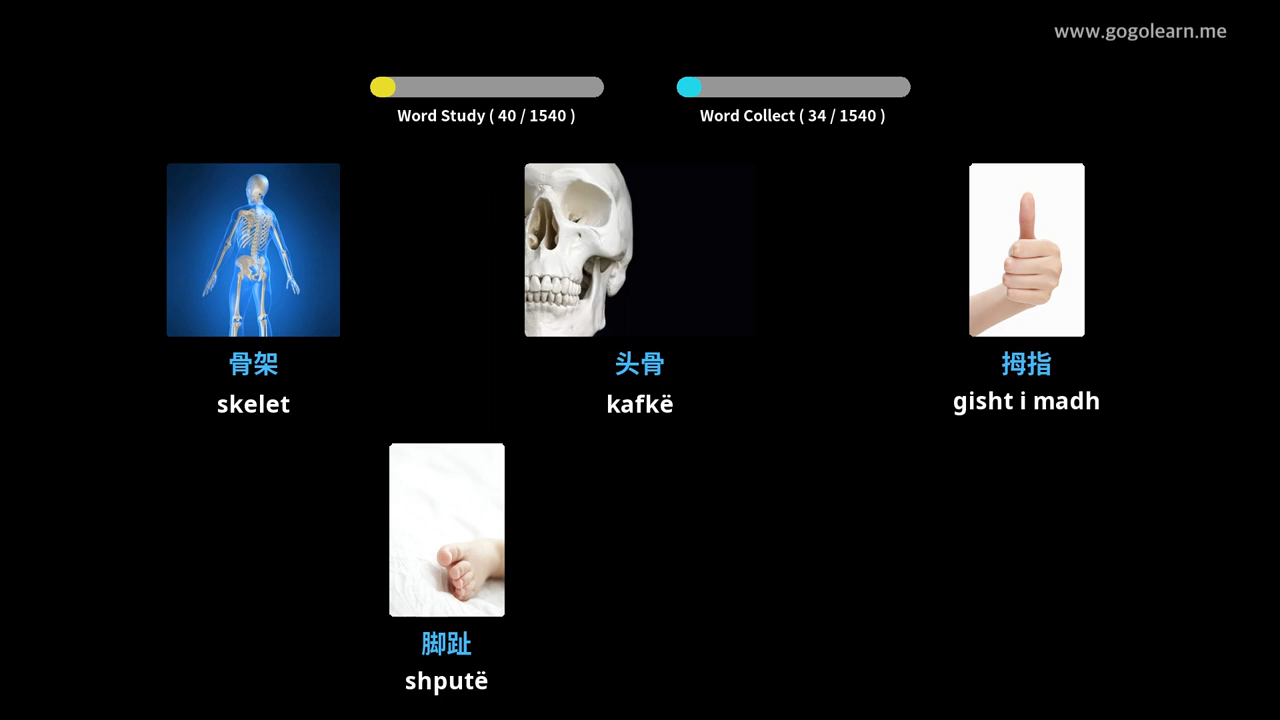 www.gogolearn.me
Word Study ( 40 / 1540 )
Word Collect ( 34 / 1540 )
骨架
头骨
拇指
skelet
kafkë
gisht i madh
脚趾
shputë